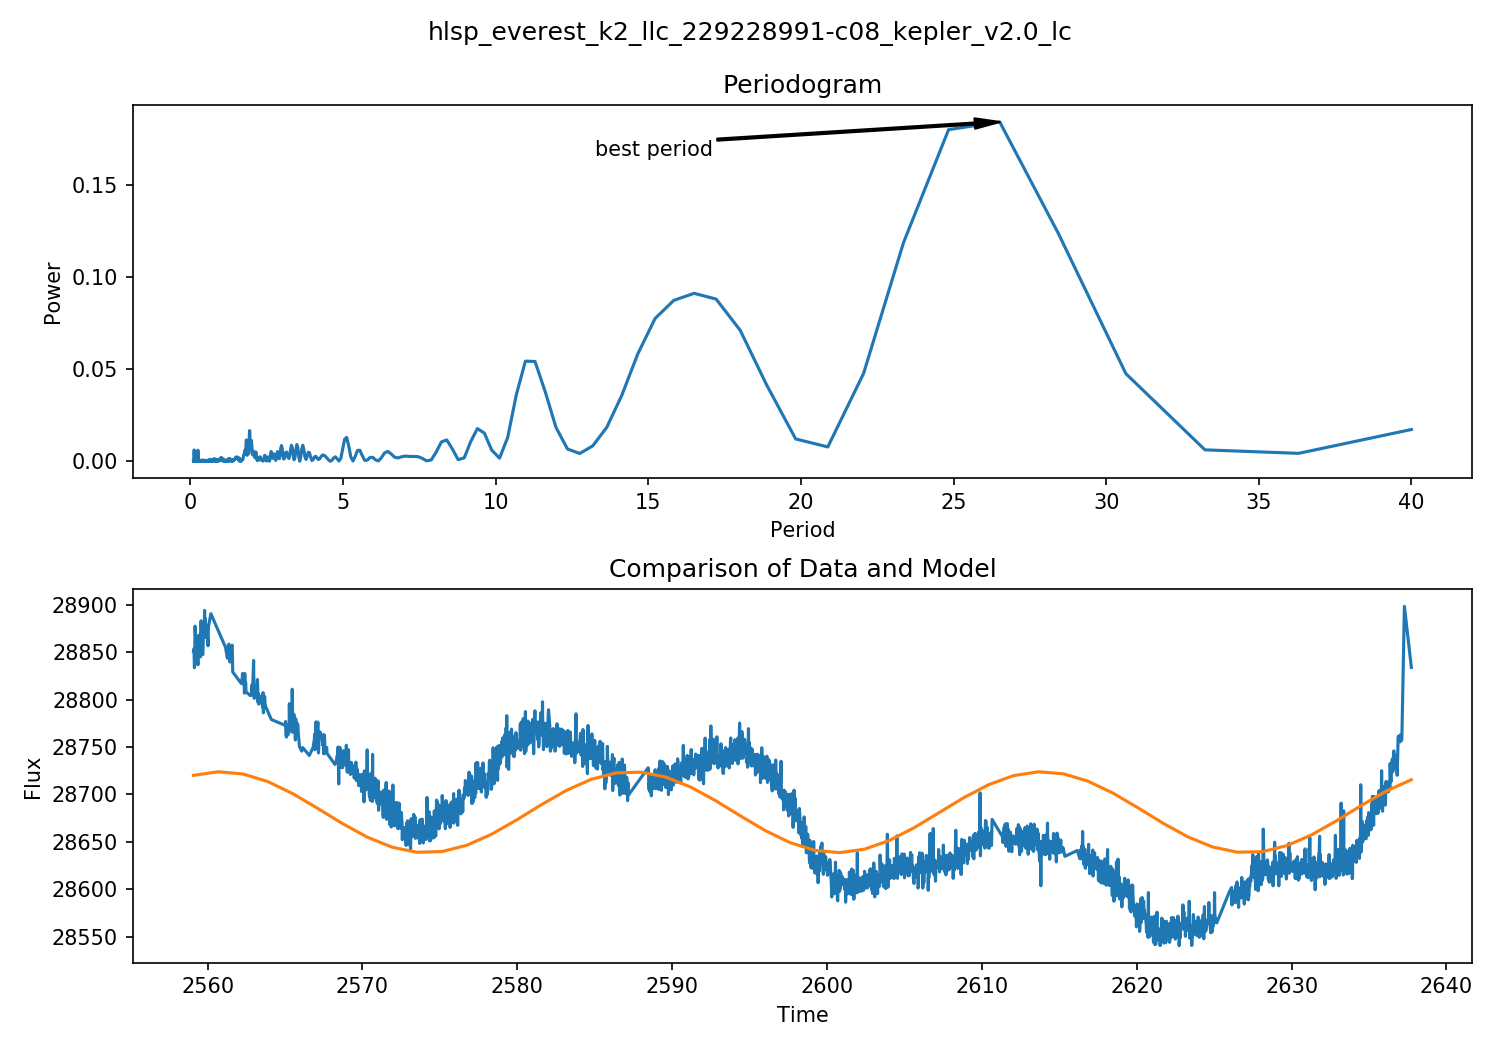 hlsp_everest_k2_llc_229228991-c08_kepler_v2.0_lc
Periodogram
best period
Power
0.15
0.10
0.05
0.00
0 5 10 15 20 25 30 35 40
Period
Comparison of Data and Model
Flux
28900
28850
28800
28750
28700
28650
28600
28550
2560 2570 2580 2590 2600 2610 2620 2630 2640
Time